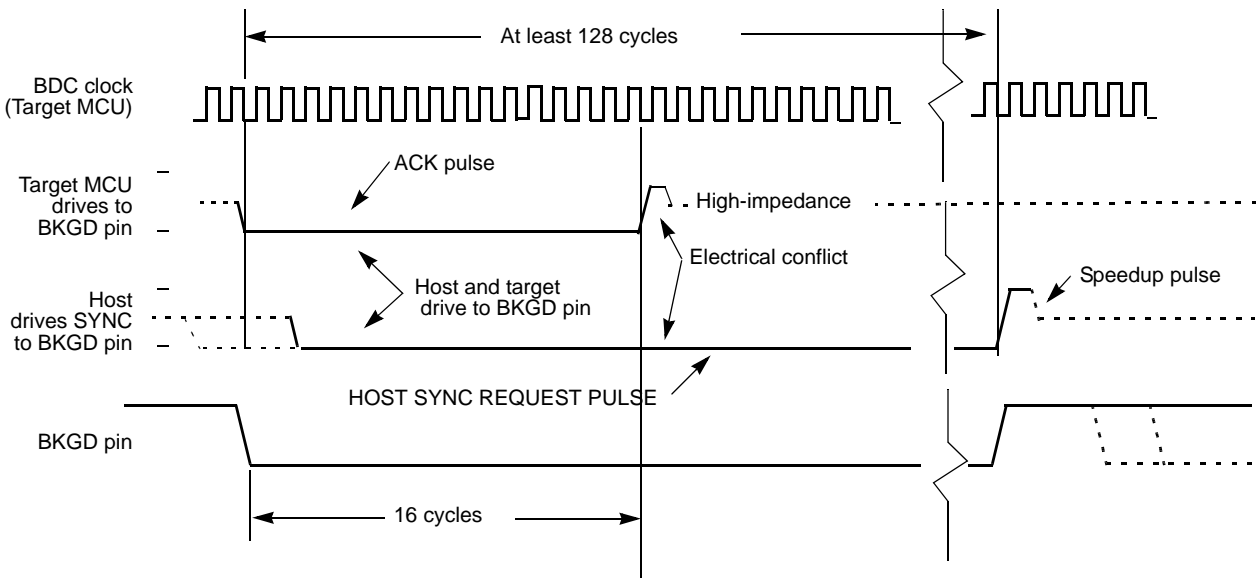 At least 128 cycles
BDC clock
(Target MCU)
ACK pulse
Target MCU
drives to
BKGD pin
High-impedance
Electrical conflict
Host and target
drive to BKGD pin
Speedup pulse
Host
drives SYNC
to BKGD pin
HOST SYNC REQUEST PULSE
BKGD pin
16 cycles